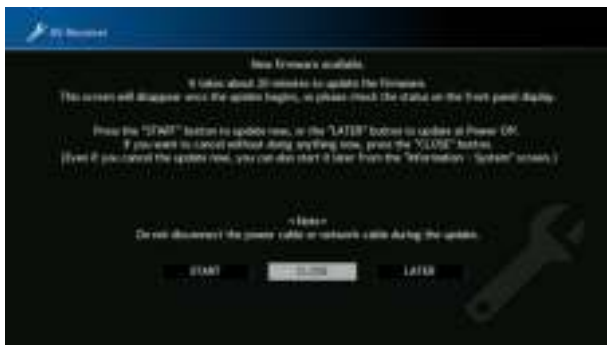 AV Receiver
New firmware available.
It takes about 20 minutes to update the firmware.
This screen will disappear once the update begins, so please check the status on the front panel display.
Press the "START" button to update now, or the "LATER" button to update at Power Off.
If you want to cancel without doing anything now, press the "CLOSE" button.
(Even if you cancel the update now, you can also start it later from the "Information - System" screen.)
<Note>
Do not disconnect the power cable or network cable during the update.
START
CLOSE
LATER